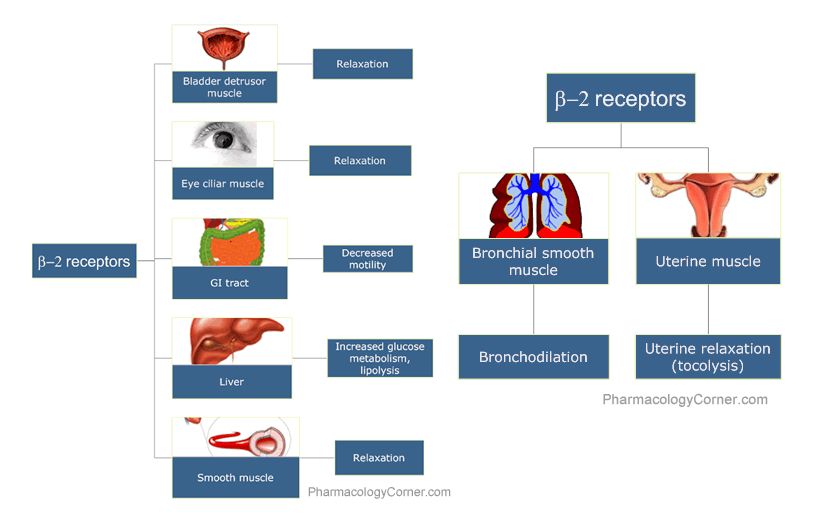 β-2 receptors
Bladder detrusor
muscle
Relaxation
Eye ciliar muscle
Relaxation
GI tract
Decreased
motility
Liver
Increased glucose
metabolism,
lipolysis
Smooth muscle
Relaxation
PharmacologyCorner.com
β-2 receptors
Bronchial smooth
muscle
Bronchodilation
Uterine muscle
Uterine relaxation
(tocolysis)
PharmacologyCorner.com